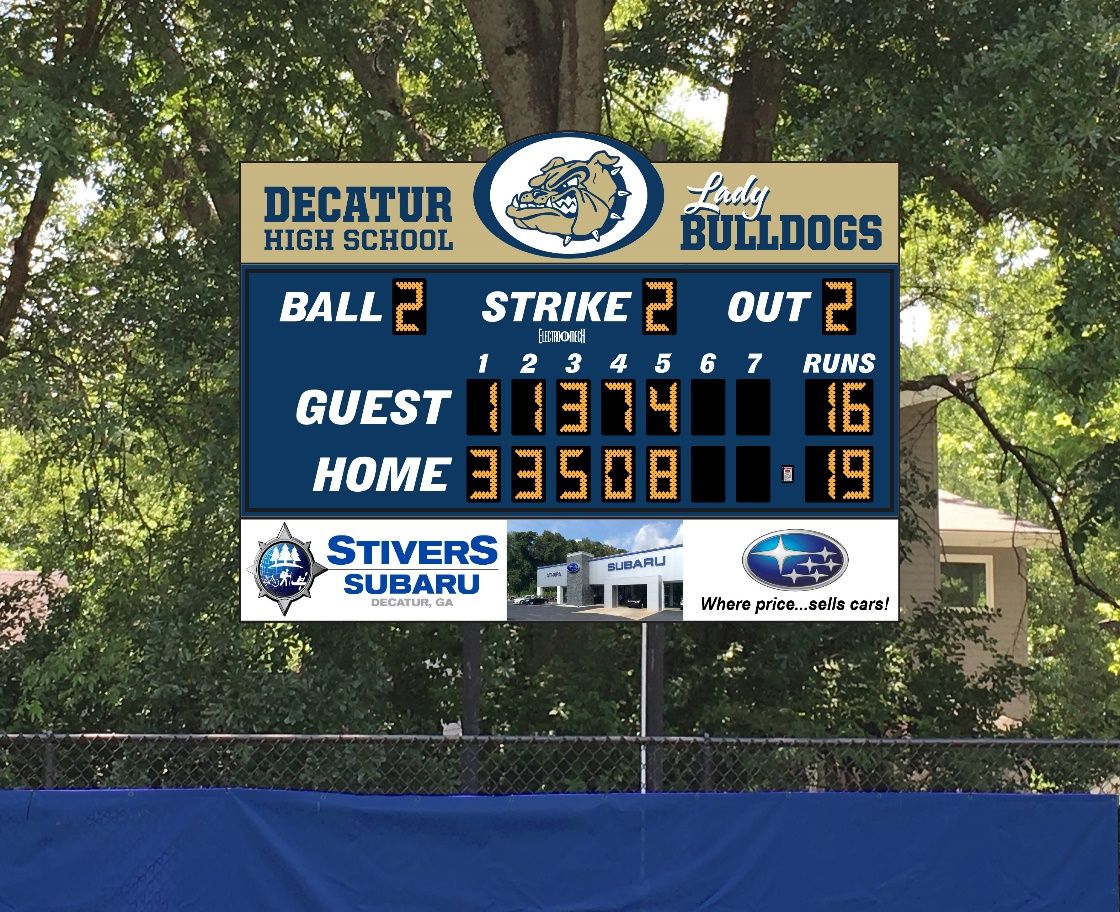 DECATUR
HIGH SCHOOL
Lady
BULLDOGS
BALL 2 STRIKE 2 OUT 2
ELECTRO-MECH
1 2 3 4 5 6 7 RUNS
GUEST 1 1 3 7 4 16
HOME 3 3 5 0 8 19
STIVERS
SUBARU
DECATUR, GA
STIVERS SUBARU
Where price...sells cars!